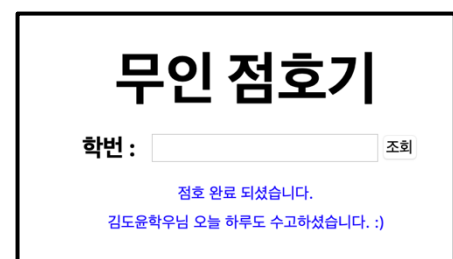 무인 점호기
학번 : 조회
점호 완료 되셨습니다.
김도윤학우님 오늘 하루도 수고하셨습니다. :)